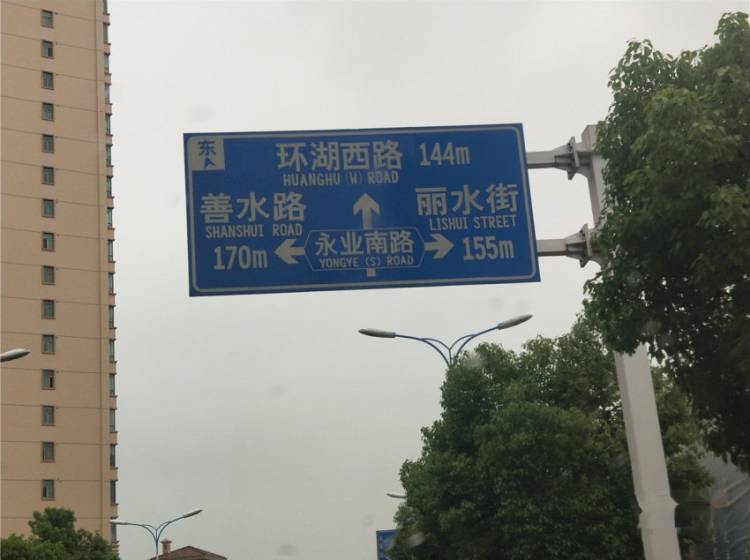 东
环湖西路 144m
HUANGHU (W) ROAD
善水路
SHANSHUI ROAD
170m
丽水街
LISHUI STREET
155m
永业南路
YONGYE (S) ROAD